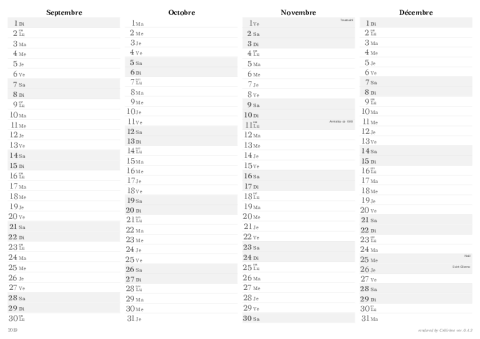 Septembre
1 Di
2 Lu
3 Ma
4 Me
5 Je
6 Ve
7 Sa
8 Di
9 Lu
10 Ma
11 Me
12 Je
13 Ve
14 Sa
15 Di
16 Lu
17 Ma
18 Me
19 Je
20 Ve
21 Sa
22 Di
23 Lu
24 Ma
25 Me
26 Je
27 Ve
28 Sa
29 Di
30 Lu
Octobre
1 Ma
2 Me
3 Je
4 Ve
5 Sa
6 Di
7 Lu
8 Ma
9 Me
10 Je
11 Ve
12 Sa
13 Di
14 Lu
15 Ma
16 Me
17 Je
18 Ve
19 Sa
20 Di
21 Lu
22 Ma
23 Me
24 Je
25 Ve
26 Sa
27 Di
28 Lu
29 Ma
30 Me
31 Je
Novembre
1 Ve
2 Sa
3 Di
4 Lu
5 Ma
6 Me
7 Je
8 Ve
9 Sa
10 Di
11 Lu
12 Ma
13 Me
14 Je
15 Ve
16 Sa
17 Di
18 Lu
19 Ma
20 Me
21 Je
22 Ve
23 Sa
24 Di
25 Lu
26 Ma
27 Me
28 Je
29 Ve
30 Sa
Décembre
1 Di
2 Lu
3 Ma
4 Me
5 Je
6 Ve
7 Sa
8 Di
9 Lu
10 Ma
11 Me
12 Je
13 Ve
14 Sa
15 Di
16 Lu
17 Ma
18 Me
19 Je
20 Ve
21 Sa
22 Di
23 Lu
24 Ma
25 Me
26 Je
27 Ve
28 Sa
29 Di
30 Lu
31 Ma
2019